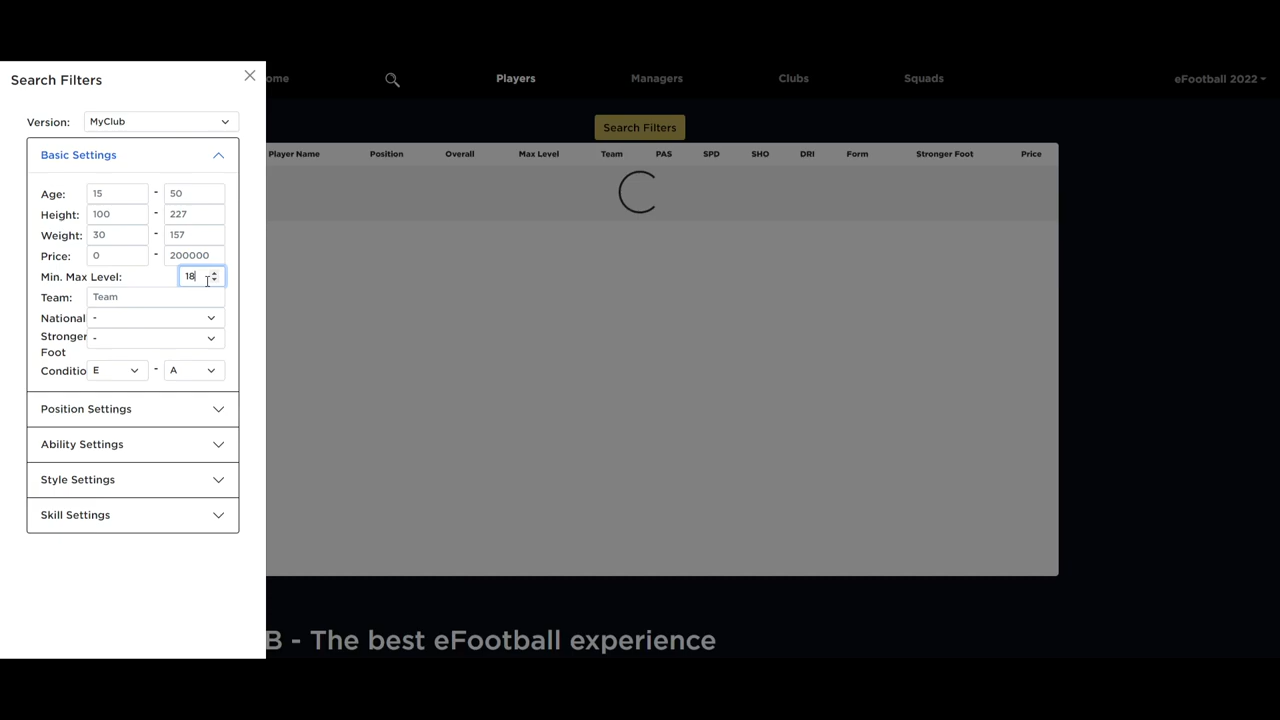 Search Filters
ome
Players
Managers
Clubs
Squads
eFootball 2022
Version: MyClub
Search Filters
Basic Settings
Player Name Position Overall Max Level Team PAS SPD SHO DRI Form Stronger Foot Price
Age: 15 - 50
Height: 100 - 227
Weight: 30 - 157
Price: 0 - 200000
Min. Max Level: 18
Team: Team
National -
Stronger Foot -
Conditio E - A
Position Settings
Ability Settings
Style Settings
Skill Settings
B - The best eFootball experience